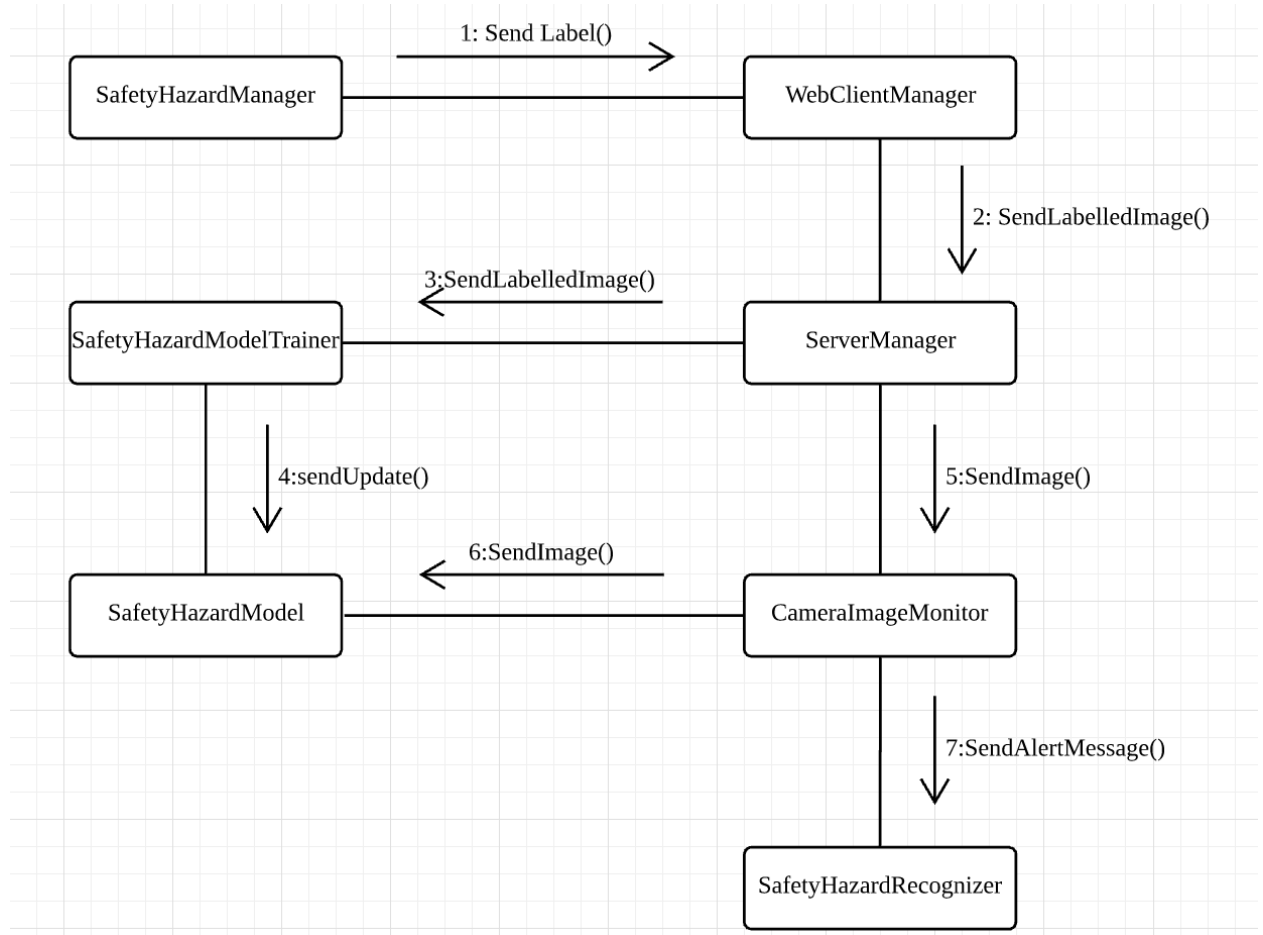 1: Send Label()
SafetyHazardManager
WebClientManager
2: SendLabelledImage()
3:SendLabelledImage()
SafetyHazardModelTrainer
ServerManager
4:sendUpdate()
5:SendImage()
6:SendImage()
SafetyHazardModel
CameraImageMonitor
7:SendAlertMessage()
SafetyHazardRecognizer